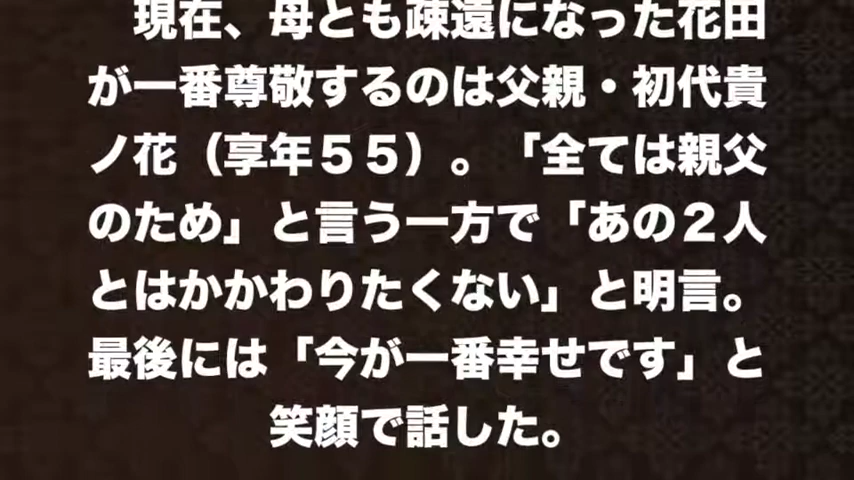 現在、母とも疎遠になった花田
が一番尊敬するのは父親・初代貴
ノ花（享年５５）。「全ては親父
のため」と言う一方で「あの２人
とはかかわりたくない」と明言。
最後には「今が一番幸せです」と
笑顔で話した。